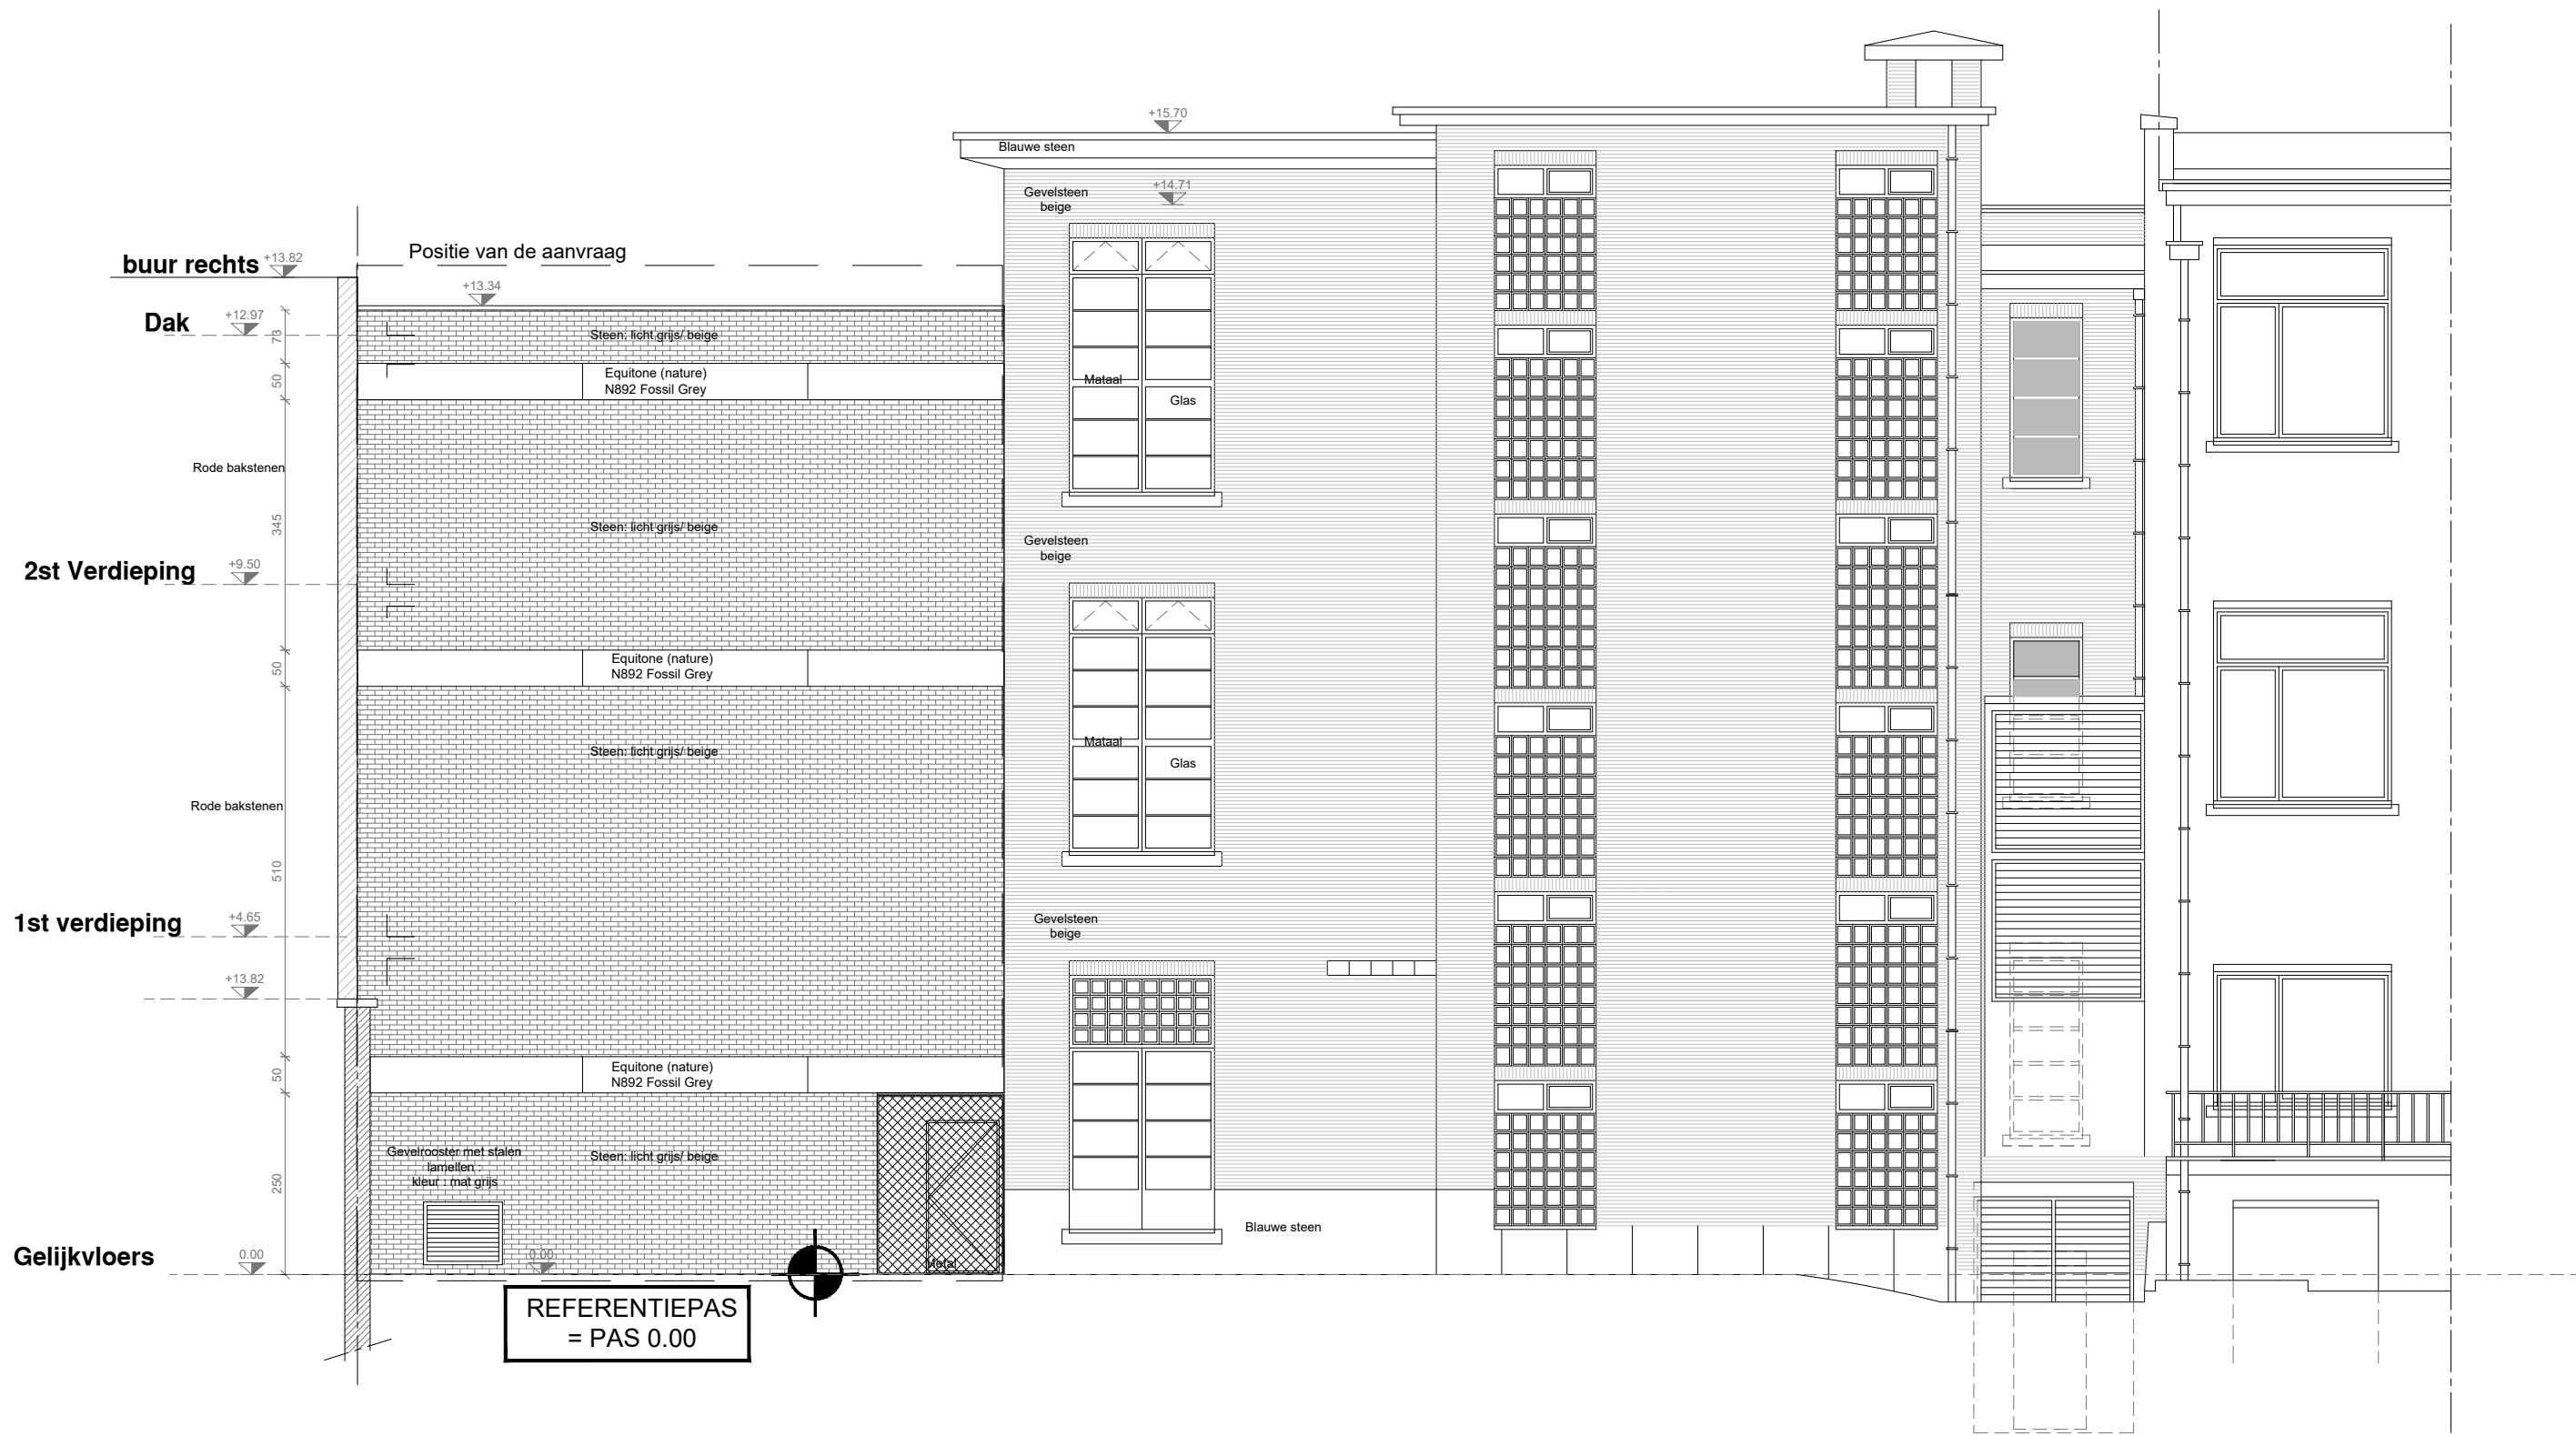 +15.70
Blauwe steen
Gevelsteen
beige
+14.71
Positie van de aanvraag
buur rechts
+13.82
+13.34
Dak
+12.97
73
Steen: licht grijs/ beige
50
Equitone (nature)
N892 Fossil Grey
Mataal
Glas
Rode bakstenen
345
Steen: licht grijs/ beige
Gevelsteen
beige
2st Verdieping
+9.50
50
Equitone (nature)
N892 Fossil Grey
Steen: licht grijs/ beige
Mataal
Glas
Rode bakstenen
510
1st verdieping
+4.65
Gevelsteen
beige
+13.82
50
Equitone (nature)
N892 Fossil Grey
Gevelrooster met stalen
lamellen :
kleur : mat grijs
Steen: licht grijs/ beige
250
Blauwe steen
Gelijkvloers
0.00
0.00
Metal
REFERENTIEPAS
= PAS 0.00